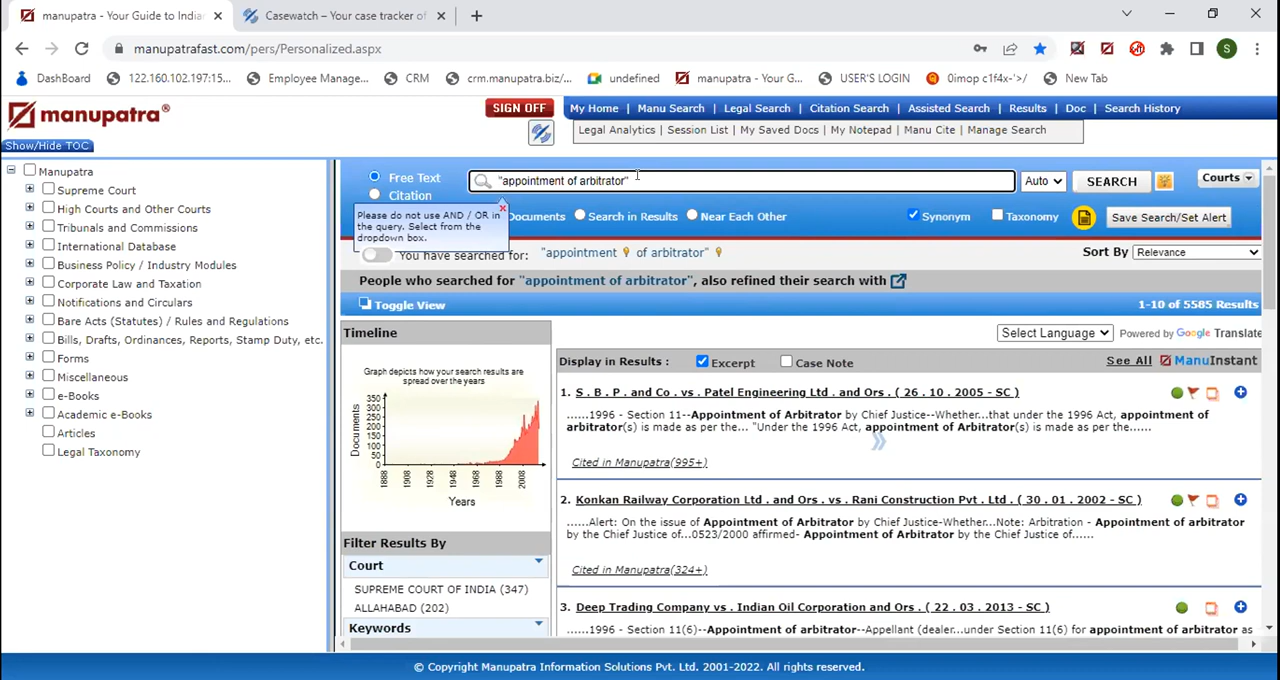 manupatra - Your Guide to India
Casewatch – Your case tracker of
manupatrafast.com/pers/Personalized.aspx
S
DashBoard
122.160.102.197:15...
Employee Manage...
CRM
crm.manupatra.biz/...
undefined
manupatra - Your G...
USER'S LOGIN
0imop c1f4x-'>/
New Tab
manupatra®
SIGN OFF
My Home | Manu Search | Legal Search | Citation Search | Assisted Search | Results | Doc | Search History
Legal Analytics | Session List | My Saved Docs | My Notepad | Manu Cite | Manage Search
Show/Hide TOC
Manupatra
Supreme Court
High Courts and Other Courts
Tribunals and Commissions
International Database
Business Policy / Industry Modules
Corporate Law and Taxation
Notifications and Circulars
Bare Acts (Statutes) / Rules and Regulations
Bills, Drafts, Ordinances, Reports, Stamp Duty, etc.
Forms
Miscellaneous
e-Books
Academic e-Books
Articles
Legal Taxonomy
Free Text
Citation
"appointment of arbitrator"
Auto
SEARCH
Courts
Please do not use AND / OR in
the query. Select from the
dropdown box.
Documents
Search in Results
Near Each Other
Synonym
Taxonomy
Save Search/Set Alert
You have searched for: "appointment of arbitrator"
Sort By Relevance
People who searched for "appointment of arbitrator", also refined their search with
Toggle View
1-10 of 5585 Results
Timeline
Graph depicts how your search results are
spread over the years
Documents
350
300
250
200
150
100
50
0
1888
1908
1928
1948
1968
1988
2008
Years
Filter Results By
Court
SUPREME COURT OF INDIA (347)
ALLAHABAD (202)
Keywords
Select Language
Powered by Google Translate
Display in Results :
Excerpt
Case Note
See All
ManuInstant
1. S . B . P . and Co . vs . Patel Engineering Ltd . and Ors . ( 26 . 10 . 2005 - SC )
......1996 - Section 11--Appointment of Arbitrator by Chief Justice--Whether...that under the 1996 Act, appointment of
arbitrator(s) is made as per the... "Under the 1996 Act, appointment of Arbitrator(s) is made as per the......
Cited in Manupatra(995+)
2. Konkan Railway Corporation Ltd . and Ors . vs . Rani Construction Pvt . Ltd . ( 30 . 01 . 2002 - SC )
......Alert: On the issue of Appointment of Arbitrator by Chief Justice-Whether...Note: Arbitration - Appointment of arbitrator
by the Chief Justice of...0523/2000 affirmed- Appointment of Arbitrator by the Chief Justice of......
Cited in Manupatra(324+)
3. Deep Trading Company vs . Indian Oil Corporation and Ors . ( 22 . 03 . 2013 - SC )
......1996 - Section 11(6)--Appointment of arbitrator--Appellant (dealer...under Section 11(6) for appointment of arbitrator as
© Copyright Manupatra Information Solutions Pvt. Ltd. 2001-2022. All rights reserved.